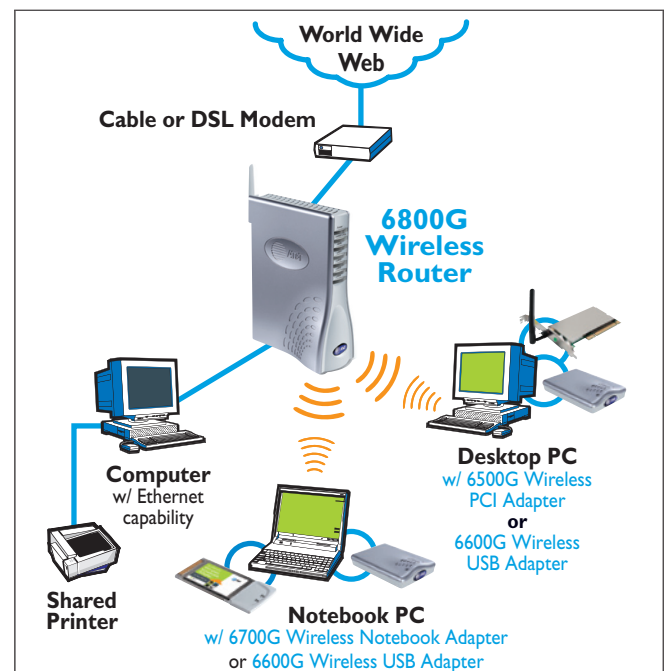 World Wide
Web
Cable or DSL Modem
6800G
Wireless
Router
Computer
w/ Ethernet
capability
Desktop PC
w/ 6500G Wireless
PCI Adapter
or
6600G Wireless
USB Adapter
Shared
Printer
Notebook PC
w/ 6700G Wireless Notebook Adapter
or 6600G Wireless USB Adapter